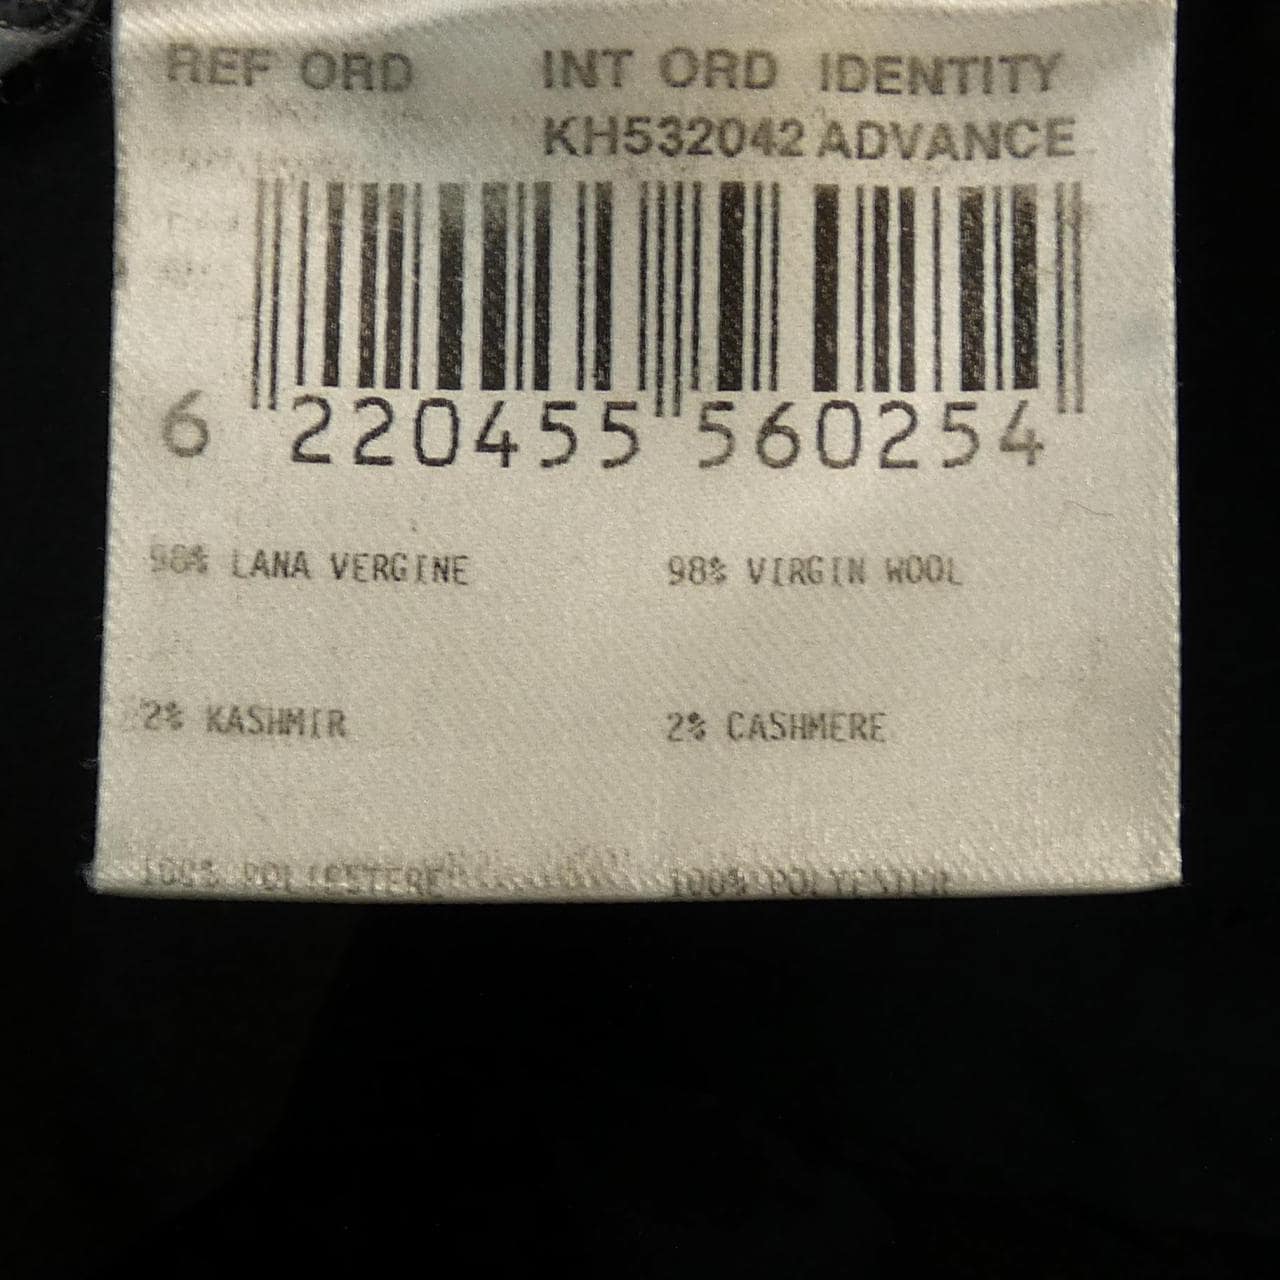 REF ORD INT ORD IDENTITY
KH532042 ADVANCE
6 220455 560254
98% LANA VERGINE 98% VIRGIN WOOL
2% KASHMIR 2% CASHMERE
100% POLIESTERE 100% POLYESTER